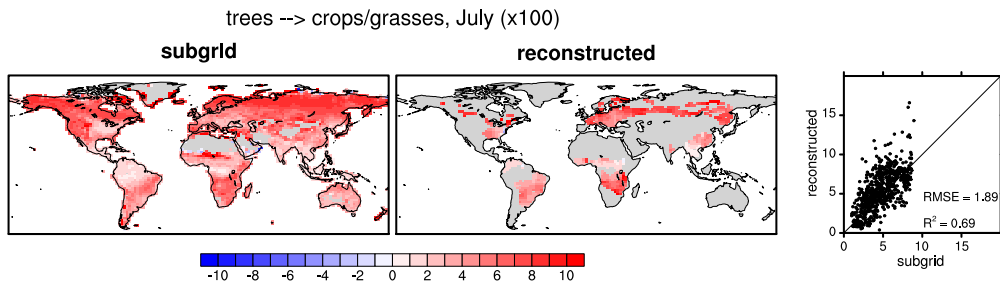 trees --> crops/grasses, July (x100)
subgrId
reconstructed
-10 -8 -6 -4 -2 0 2 4 6 8 10
reconstructed
15
10
5
0
RMSE = 1.89
R² = 0.69
0 5 10 15
subgrid